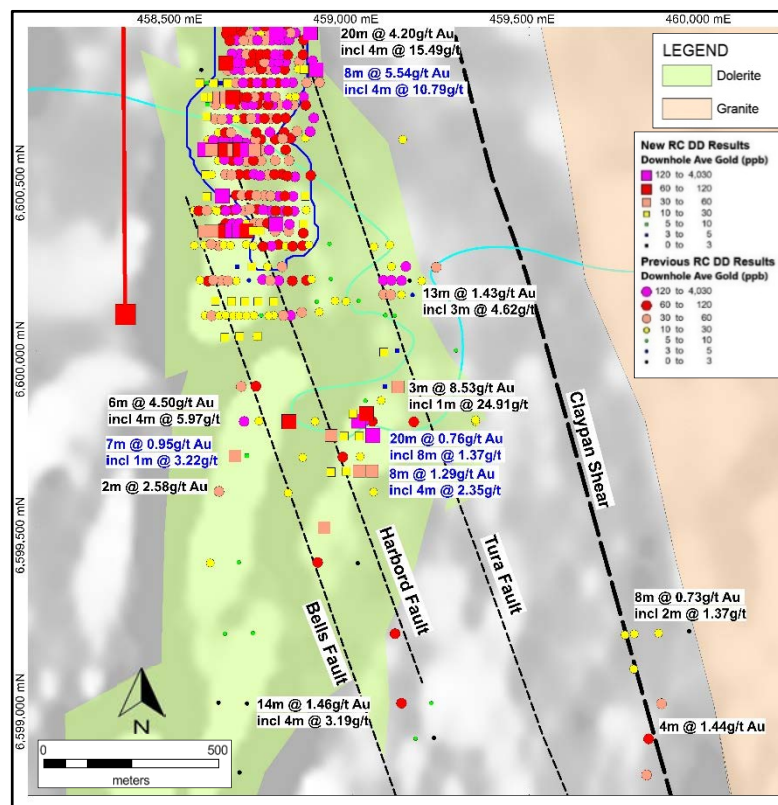 458,500 mE
459,000 mE
459,500 mE
460,000 mE
20m @ 4.20g/t Au
incl 4m @ 15.49g/t
8m @ 5.54g/t Au
incl 4m @ 10.79g/t
LEGEND
Dolerite
Granite
New RC DD Results
Downhole Ave Gold (ppb)
120 to 4,030
60 to 120
30 to 60
10 to 30
5 to 10
3 to 5
0 to 3
Previous RC DD Results
Downhole Ave Gold (ppb)
120 to 4,030
60 to 120
30 to 60
10 to 30
5 to 10
3 to 5
0 to 3
6,600,500 mN
6,600,000 mN
6,599,500 mN
6,599,000 mN
13m @ 1.43g/t Au
incl 3m @ 4.62g/t
3m @ 8.53g/t Au
incl 1m @ 24.91g/t
6m @ 4.50g/t Au
incl 4m @ 5.97g/t
7m @ 0.95g/t Au
incl 1m @ 3.22g/t
2m @ 2.58g/t Au
20m @ 0.76g/t Au
incl 8m @ 1.37g/t
8m @ 1.29g/t Au
incl 4m @ 2.35g/t
Claypan Shear
Tura Fault
Harbord Fault
Bells Fault
8m @ 0.73g/t Au
incl 2m @ 1.37g/t
14m @ 1.46g/t Au
incl 4m @ 3.19g/t
4m @ 1.44g/t Au
N
0 500
meters